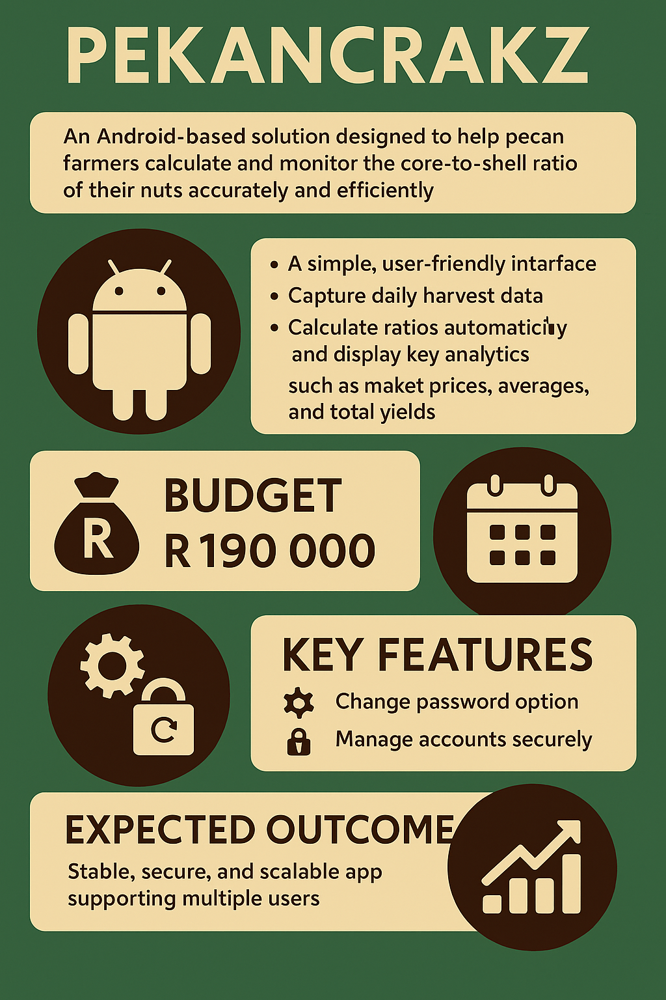 PEKANCRAKZ
An Android-based solution designed to help pecan
farmers calculate and monitor the core-to-shell ratio
of their nuts accurately and efficiently
• A simple, user-friendly intarface
• Capture daily harvest data
• Calculate ratios
and display key analytics
such as maket prices, averages,
and total yields
R
BUDGET
R 190 000
KEY FEATURES
Change password option
Manage accounts securely
EXPECTED OUTCOME
Stable, secure, and scalable app
supporting multiple users